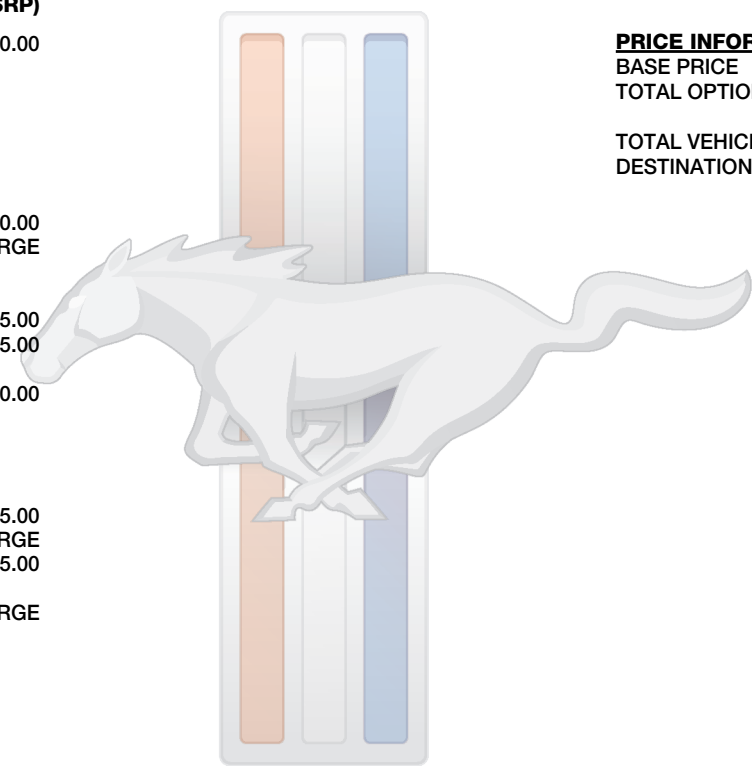 SRP)
0.00
0.00
RGE
5.00
5.00
0.00
5.00
RGE
5.00
RGE
PRICE INFOR
BASE PRICE
TOTAL OPTIO
TOTAL VEHICL
DESTINATION